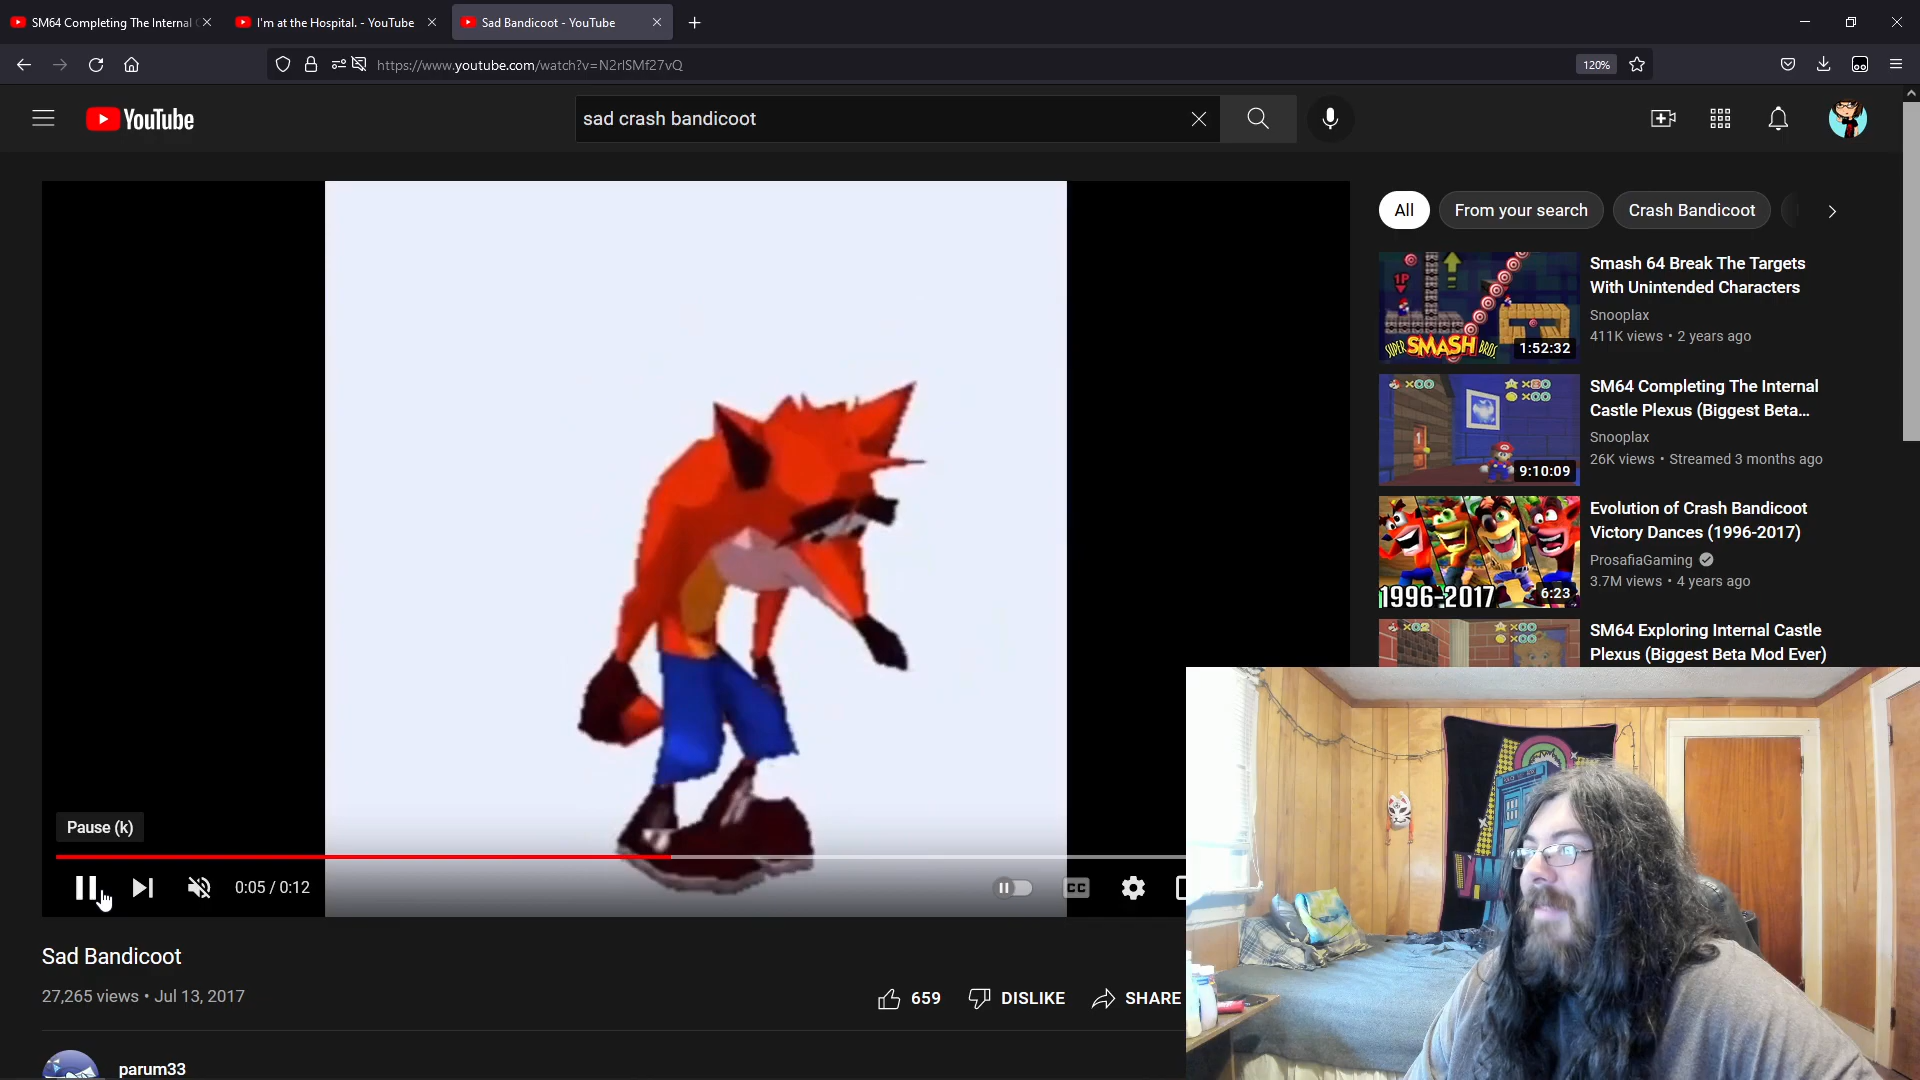 SM64 Completing The Internal
I'm at the Hospital. - YouTube
Sad Bandicoot - YouTube
https://www.youtube.com/watch?v=N2rlSMf27vQ
120%
YouTube
sad crash bandicoot
All
From your search
Crash Bandicoot
1P
SUPER SMASH BROS.
1:52:32
Smash 64 Break The Targets
With Unintended Characters
Snooplax
411K views • 2 years ago
9:10:09
SM64 Completing The Internal
Castle Plexus (Biggest Beta...
Snooplax
26K views • Streamed 3 months ago
1996-2017
6:23
Evolution of Crash Bandicoot
Victory Dances (1996-2017)
ProsafiaGaming
3.7M views • 4 years ago
SM64 Exploring Internal Castle
Plexus (Biggest Beta Mod Ever)
Pause (k)
0:05 / 0:12
CC
Sad Bandicoot
27,265 views • Jul 13, 2017
659
DISLIKE
SHARE
parum33